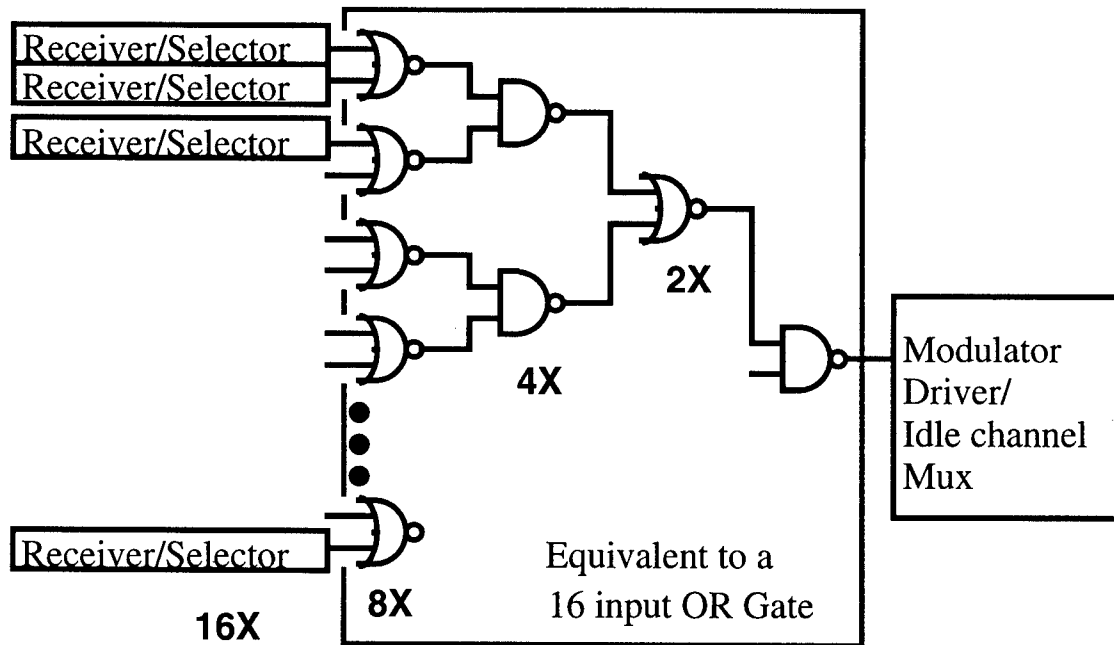 Receiver/Selector
Receiver/Selector
Receiver/Selector
2X
4X
Modulator
Driver/
Idle channel
Mux
Receiver/Selector
16X
8X
Equivalent to a
16 input OR Gate